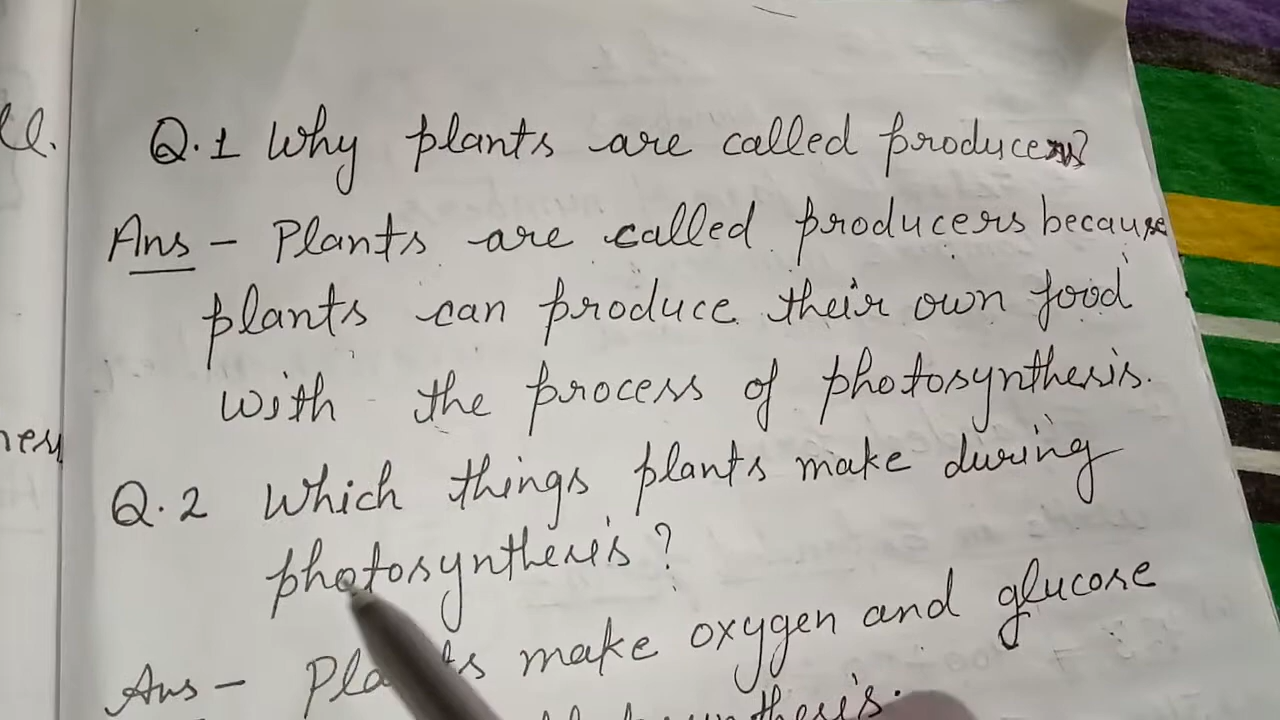 Q.1 Why plants are called producers?
Ans - Plants are called producers because
plants can produce their own food
with the process of photosynthesis.
Q.2 Which things plants make during
photosynthesis?
Ans - Plants make oxygen and glucose